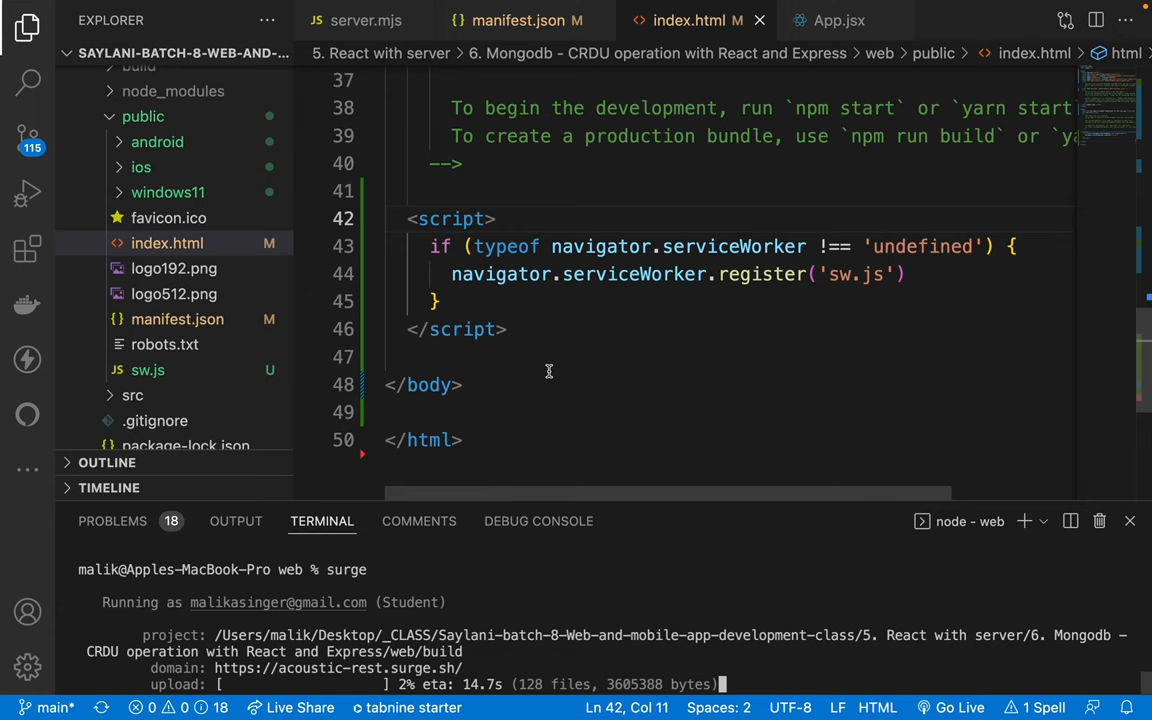 EXPLORER
server.mjs
manifest.json M
index.html M
App.jsx
SAYLANI-BATCH-8-WEB-AND-...
5. React with server > 6. Mongodb - CRDU operation with React and Express > web > public > index.html > html >
build
node_modules
public
android
ios
windows11
favicon.ico
index.html M
logo192.png
logo512.png
manifest.json M
robots.txt
sw.js U
src
.gitignore
package-lock.json
OUTLINE
TIMELINE
115
37
38 To begin the development, run `npm start` or `yarn start`
39 To create a production bundle, use `npm run build` or `ya
40 -->
41
42 <script>
43 if (typeof navigator.serviceWorker !== 'undefined') {
44 navigator.serviceWorker.register('sw.js')
45 }
46 </script>
47
48 </body>
49
50 </html>
PROBLEMS 18 OUTPUT TERMINAL COMMENTS DEBUG CONSOLE
node - web
malik@Apples-MacBook-Pro web % surge
Running as malikasinger@gmail.com (Student)
project: /Users/malik/Desktop/_CLASS/Saylani-batch-8-Web-and-mobile-app-development-class/5. React with server/6. Mongodb -
CRDU operation with React and Express/web/build
domain: https://acoustic-rest.surge.sh/
upload: [ ] 2% eta: 14.7s (128 files, 3605388 bytes)
main* 0 0 18 Live Share tabnine starter Ln 42, Col 11 Spaces: 2 UTF-8 LF HTML Go Live 1 Spell